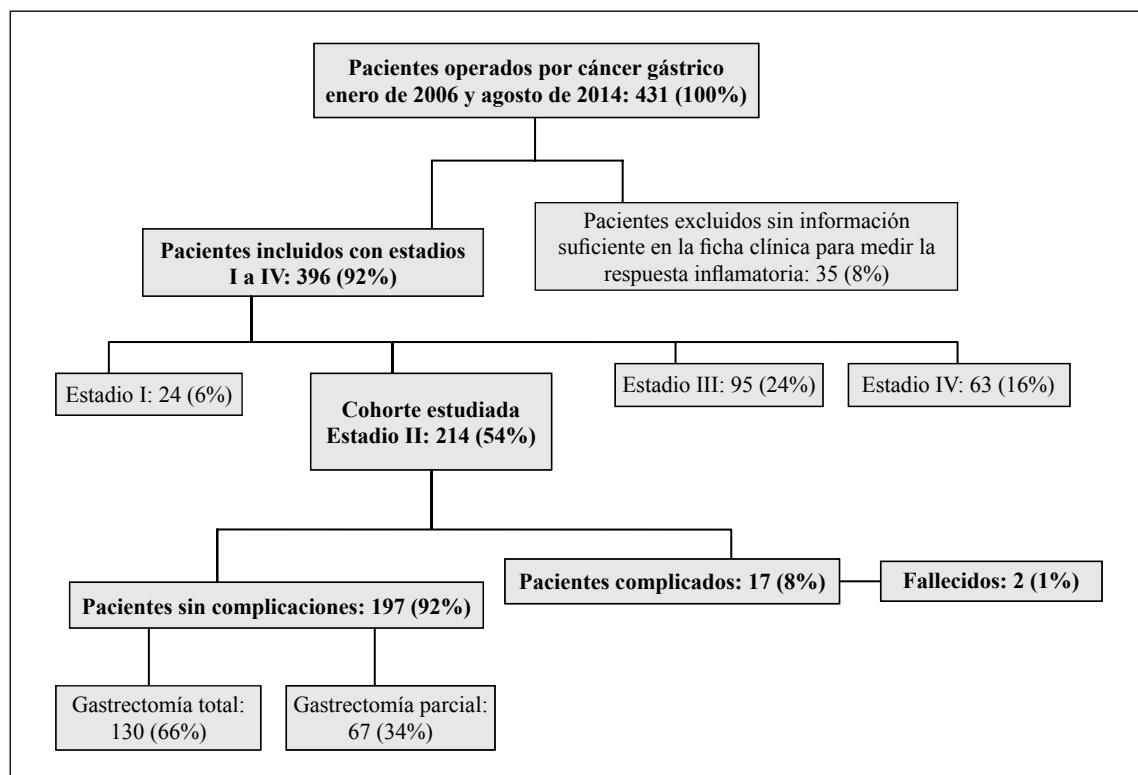 Pacientes operados por cáncer gástrico
enero de 2006 y agosto de 2014: 431 (100%)
Pacientes excluidos sin información
suficiente en la ficha clínica para medir la
respuesta inflamatoria: 35 (8%)
Pacientes incluidos con estadios
I a IV: 396 (92%)
Estadio I: 24 (6%)
Cohorte estudiada
Estadio II: 214 (54%)
Estadio III: 95 (24%)
Estadio IV: 63 (16%)
Pacientes sin complicaciones: 197 (92%)
Pacientes complicados: 17 (8%)
Fallecidos: 2 (1%)
Gastrectomía total:
130 (66%)
Gastrectomía parcial:
67 (34%)